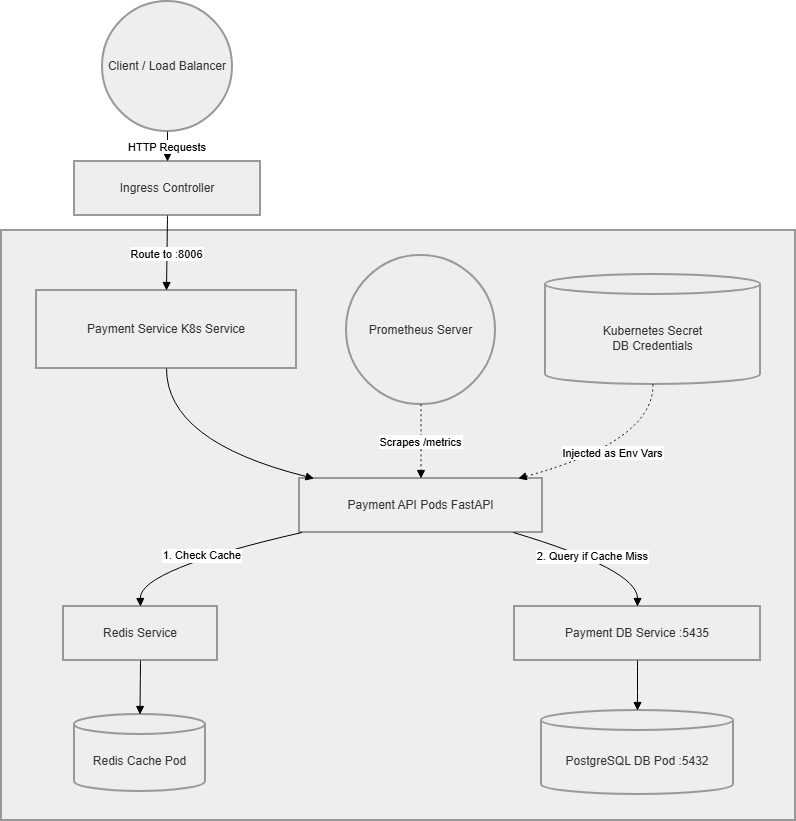 Client / Load Balancer
HTTP Requests
Ingress Controller
Route to :8006
Payment Service K8s Service
Prometheus Server
Kubernetes Secret
DB Credentials
Scrapes /metrics
Injected as Env Vars
Payment API Pods FastAPI
1. Check Cache
2. Query if Cache Miss
Redis Service
Payment DB Service :5435
Redis Cache Pod
PostgreSQL DB Pod :5432